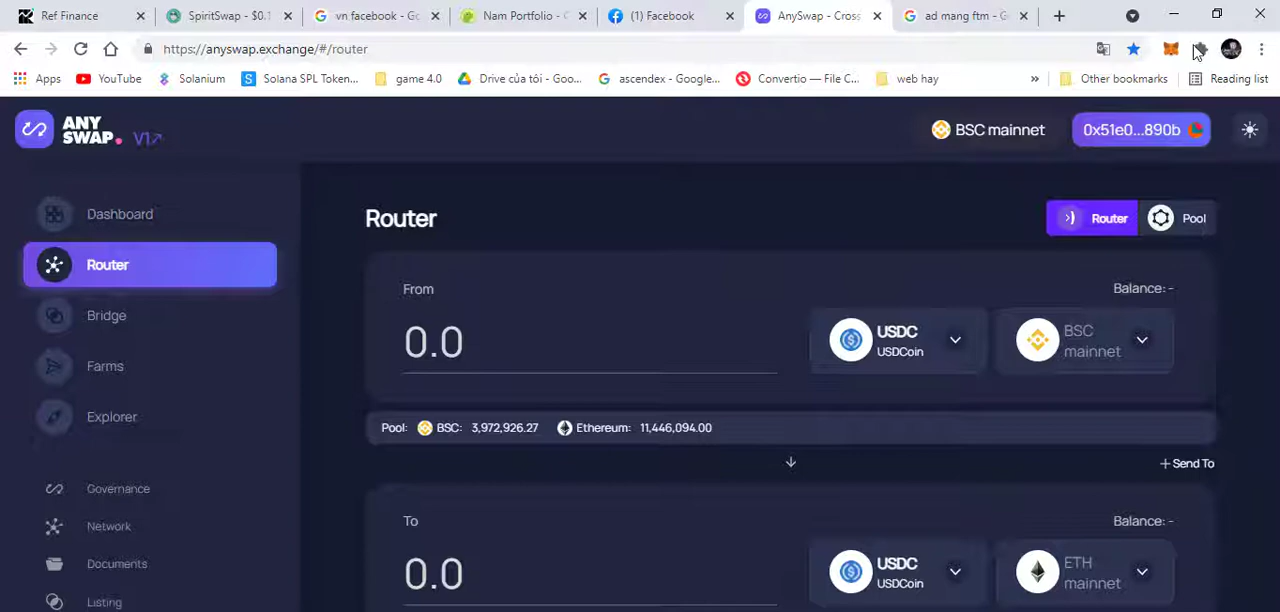 Ref Finance
SpiritSwap - $0.1
vn facebook - Go
Nam Portfolio - C
(1) Facebook
AnySwap - Cross
ad mang ftm - G
https://anyswap.exchange/#/router
Apps
YouTube
Solanium
Solana SPL Token...
game 4.0
Drive của tôi - Goo...
ascendex - Google...
Convertio — File C...
web hay
»
Other bookmarks
Reading list
ANY
SWAP.
V1↗
BSC mainnet
0x51e0...890b
Dashboard
Router
Bridge
Farms
Explorer
Governance
Network
Documents
Listing
Router
Router
Pool
From
Balance: -
0.0
USDC
USDCoin
BSC
mainnet
Pool: BSC: 3,972,926.27 Ethereum: 11,446,094.00
↓
+ Send To
To
Balance: -
0.0
USDC
USDCoin
ETH
mainnet